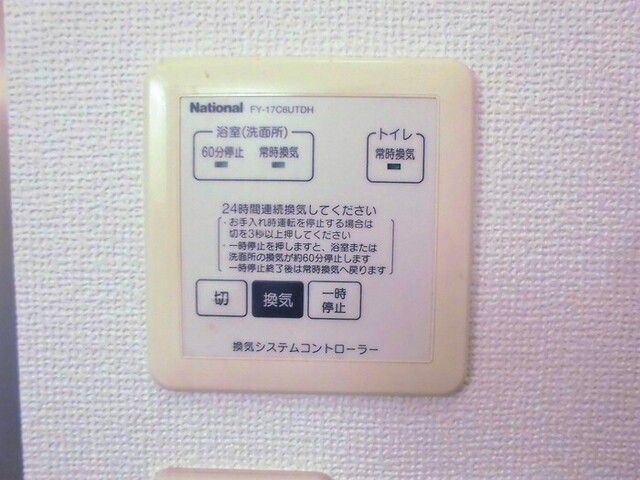 National FY-17C6UTDH
浴室(洗面所)
60分停止 常時換気
トイレ
常時換気
24時間連続換気してください
・お手入れ時運転を停止する場合は
切を3秒以上押してください
・一時停止を押しますと、浴室または
洗面所の換気が約60分停止します
一時停止終了後は常時換気へ戻ります
切 換気 一時
停止
換気システムコントローラー